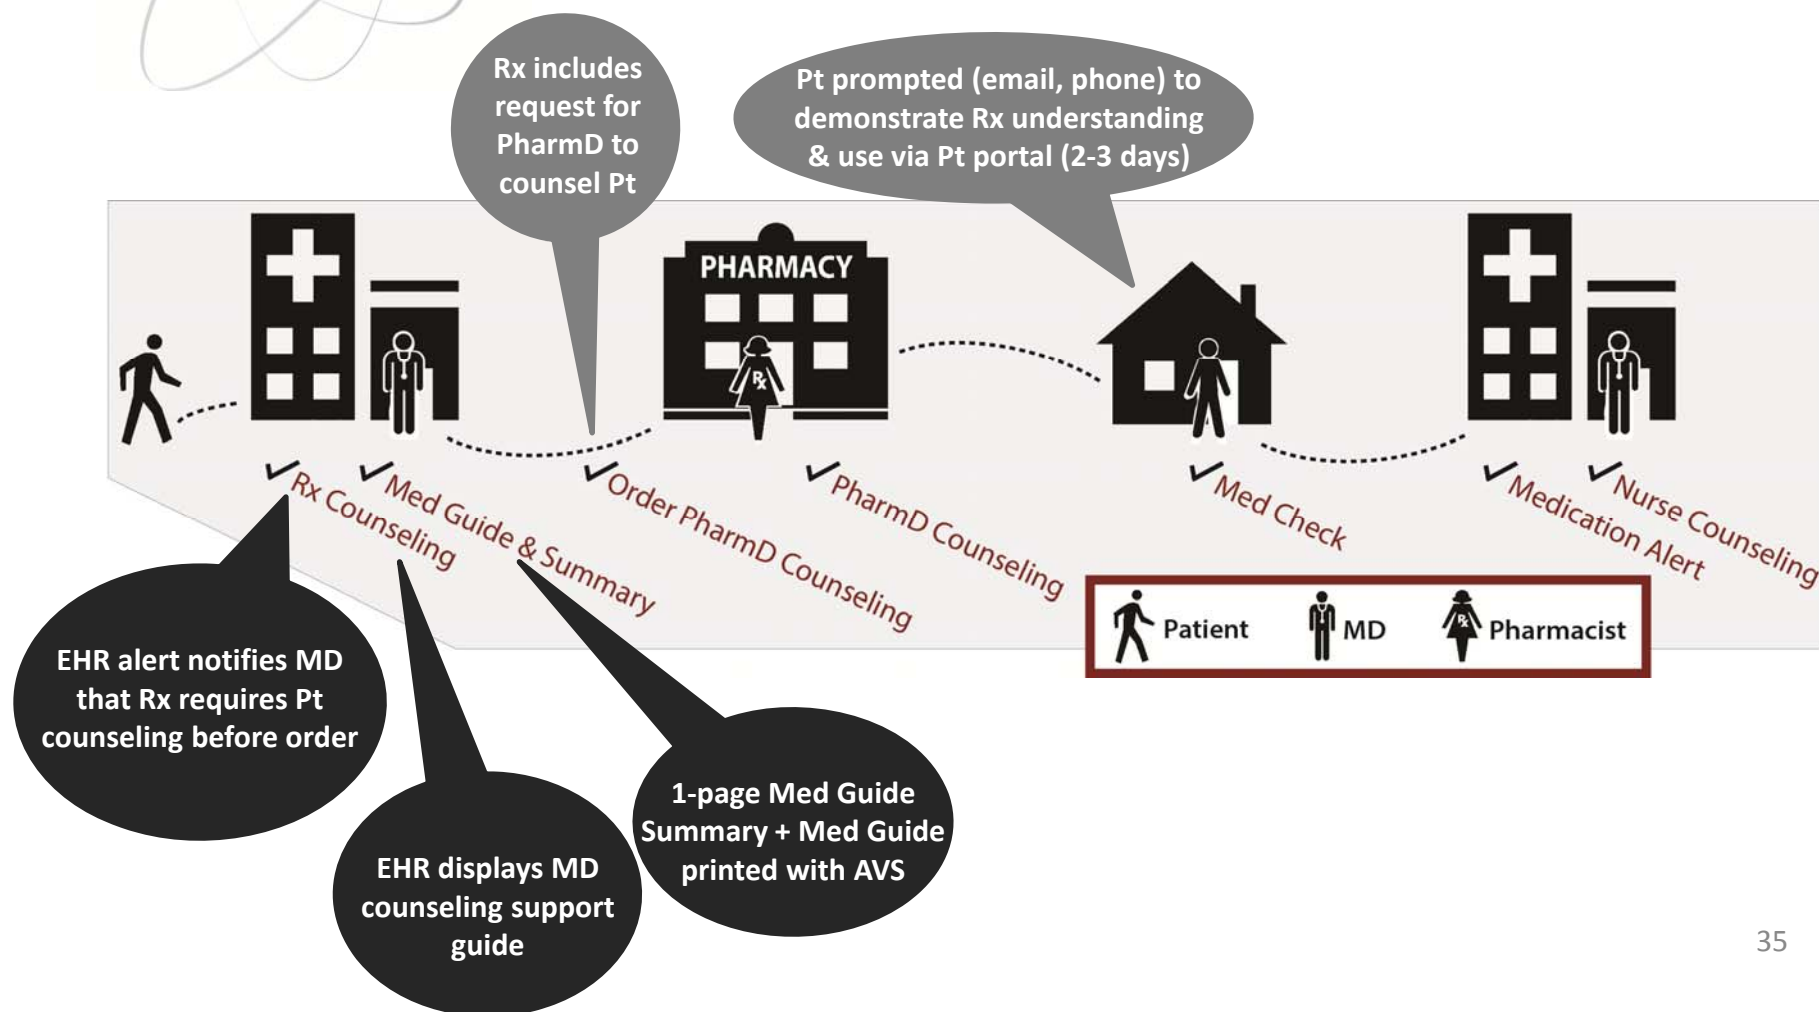 Rx includes
request for
PharmD to
counsel Pt
Pt prompted (email, phone) to
demonstrate Rx understanding
& use via Pt portal (2-3 days)
PHARMACY
Rx
Rx Counseling
Med Guide & Summary
Order PharmD Counseling
PharmD Counseling
Med Check
Medication Alert
Nurse Counseling
Patient
MD
Rx
Pharmacist
EHR alert notifies MD
that Rx requires Pt
counseling before order
EHR displays MD
counseling support
guide
1-page Med Guide
Summary + Med Guide
printed with AVS
35